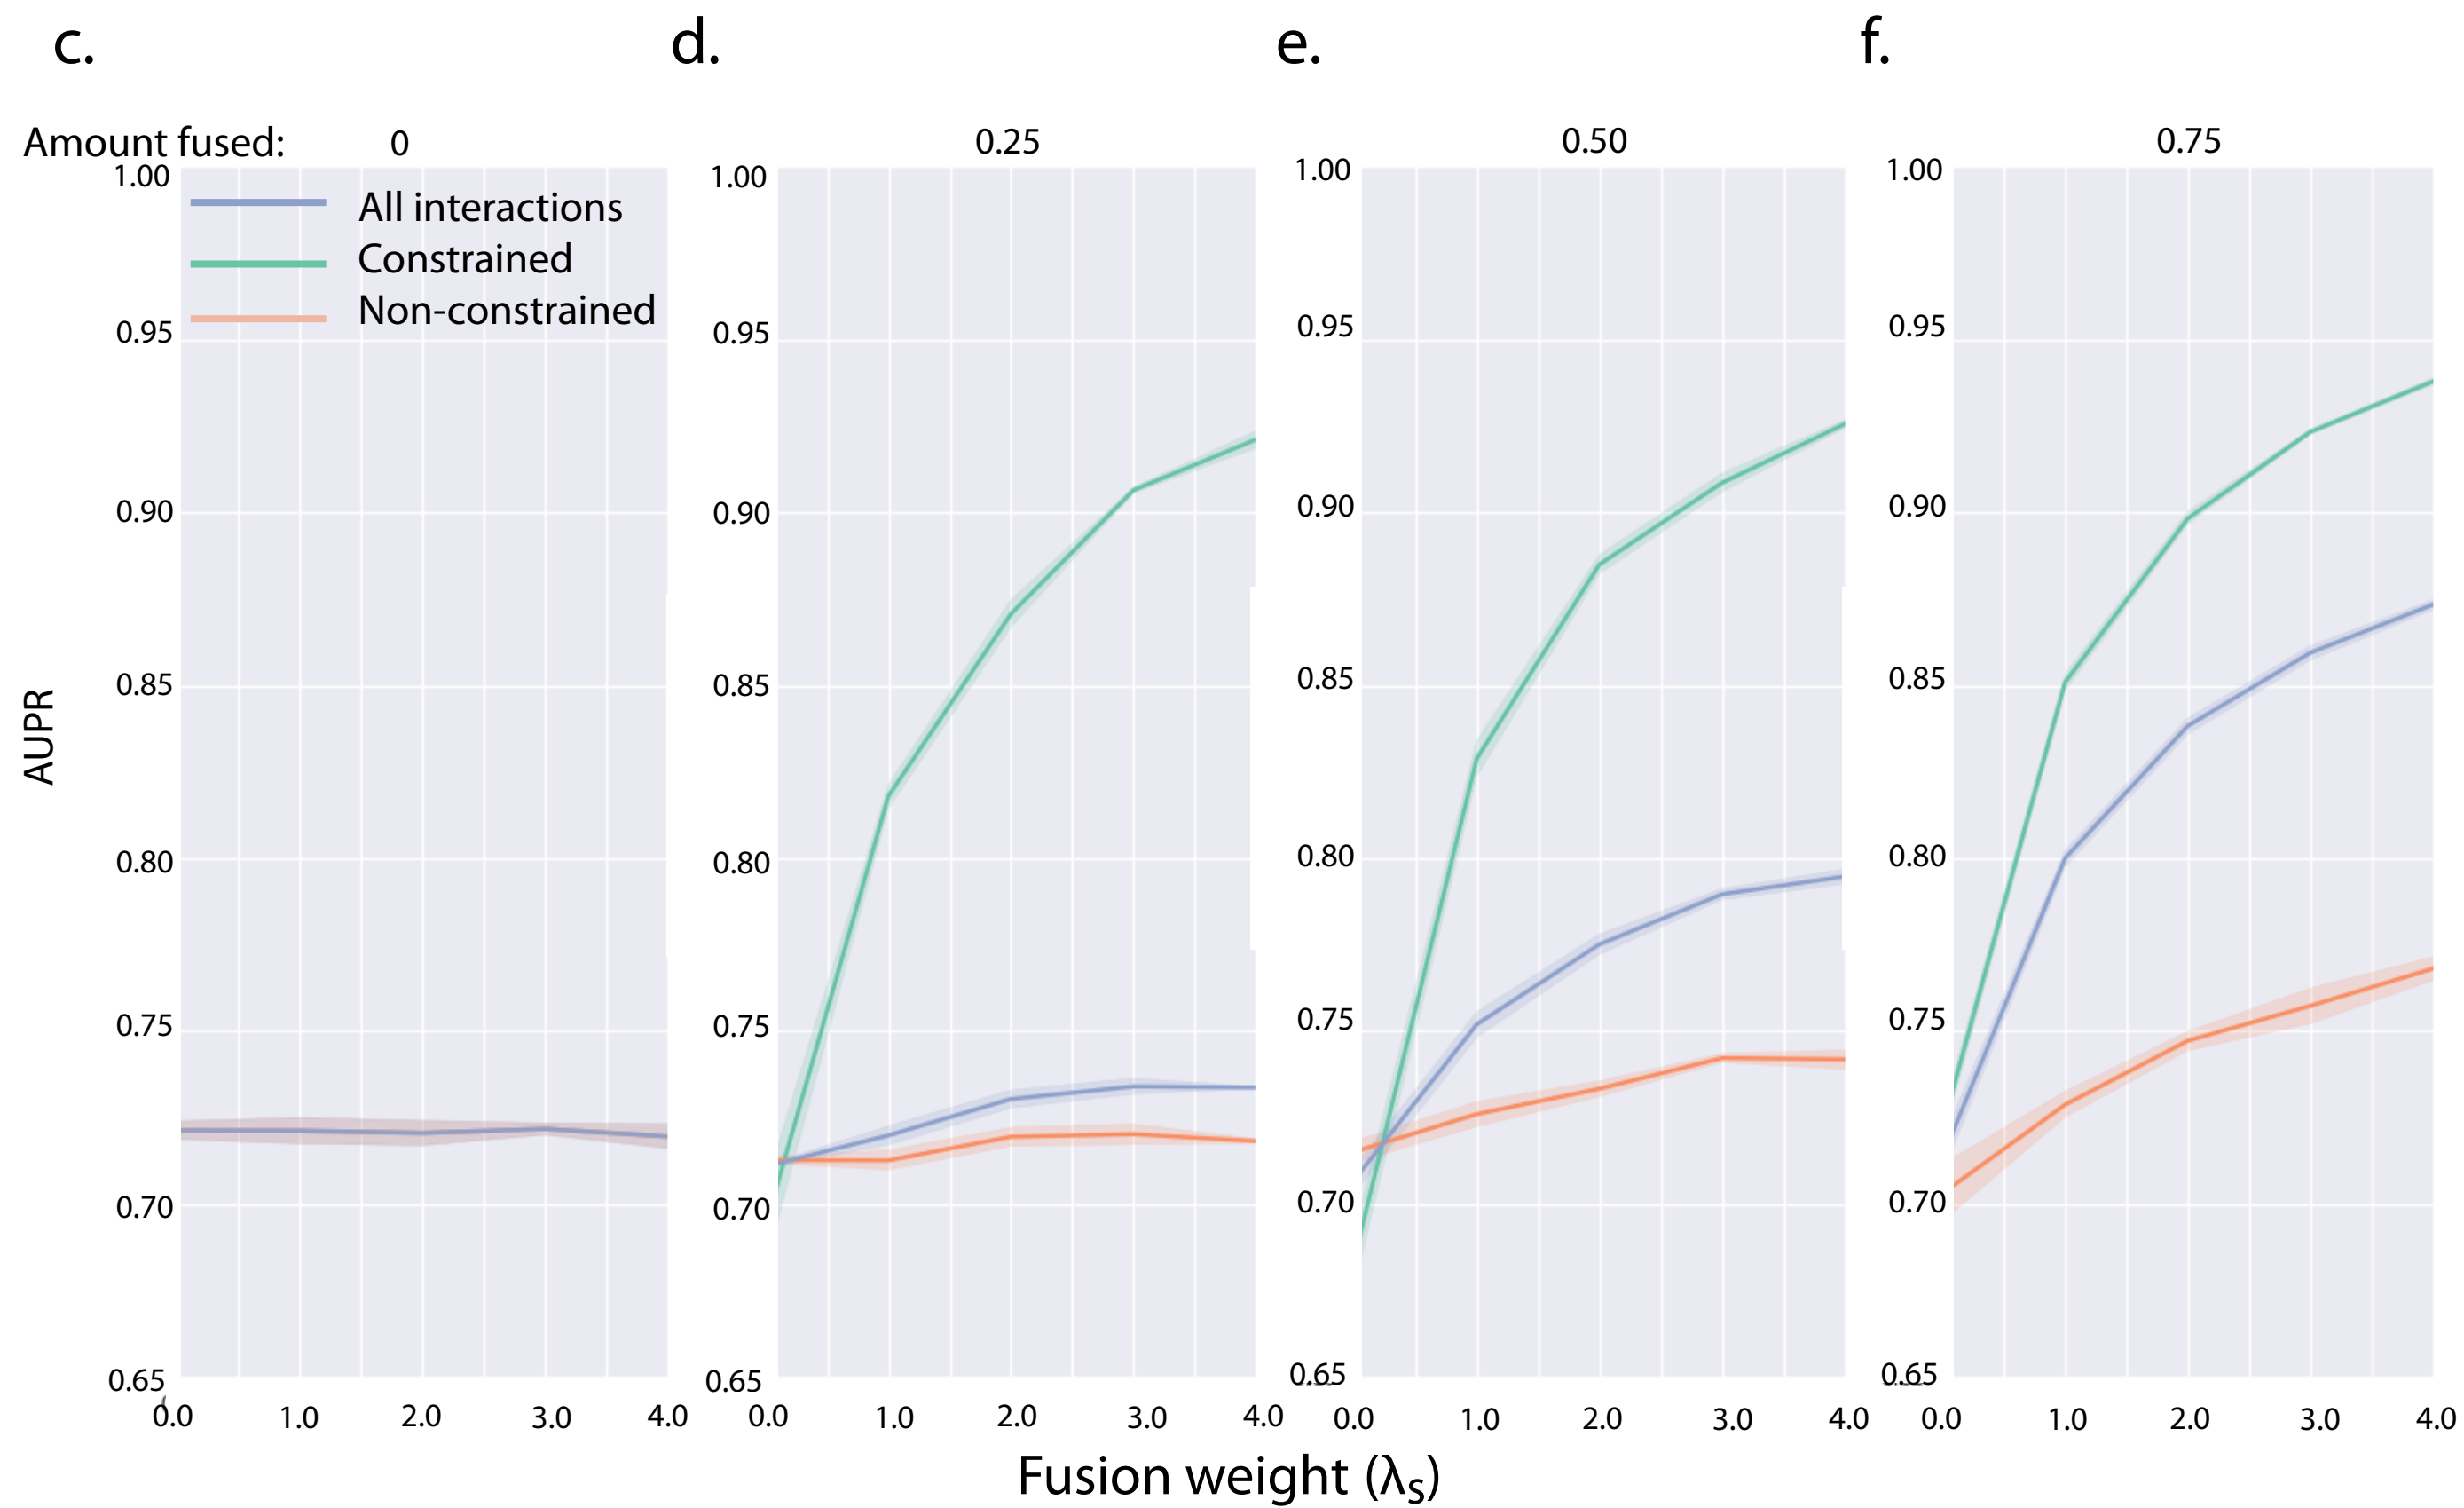 c. d. e. f.
Amount fused: 0 0.25 0.50 0.75
All interactions
Constrained
Non-constrained
1.00 1.00 1.00 1.00
0.95 0.95 0.95 0.95
0.90 0.90 0.90 0.90
0.85 0.85 0.85 0.85
0.80 0.80 0.80 0.80
0.75 0.75 0.75 0.75
0.70 0.70 0.70 0.70
0.65 0.65 0.65 0.65
AUPR
0.0 1.0 2.0 3.0 4.0 0.0 1.0 2.0 3.0 4.0 0.0 1.0 2.0 3.0 4.0 0.0 1.0 2.0 3.0 4.0
Fusion weight (λs)